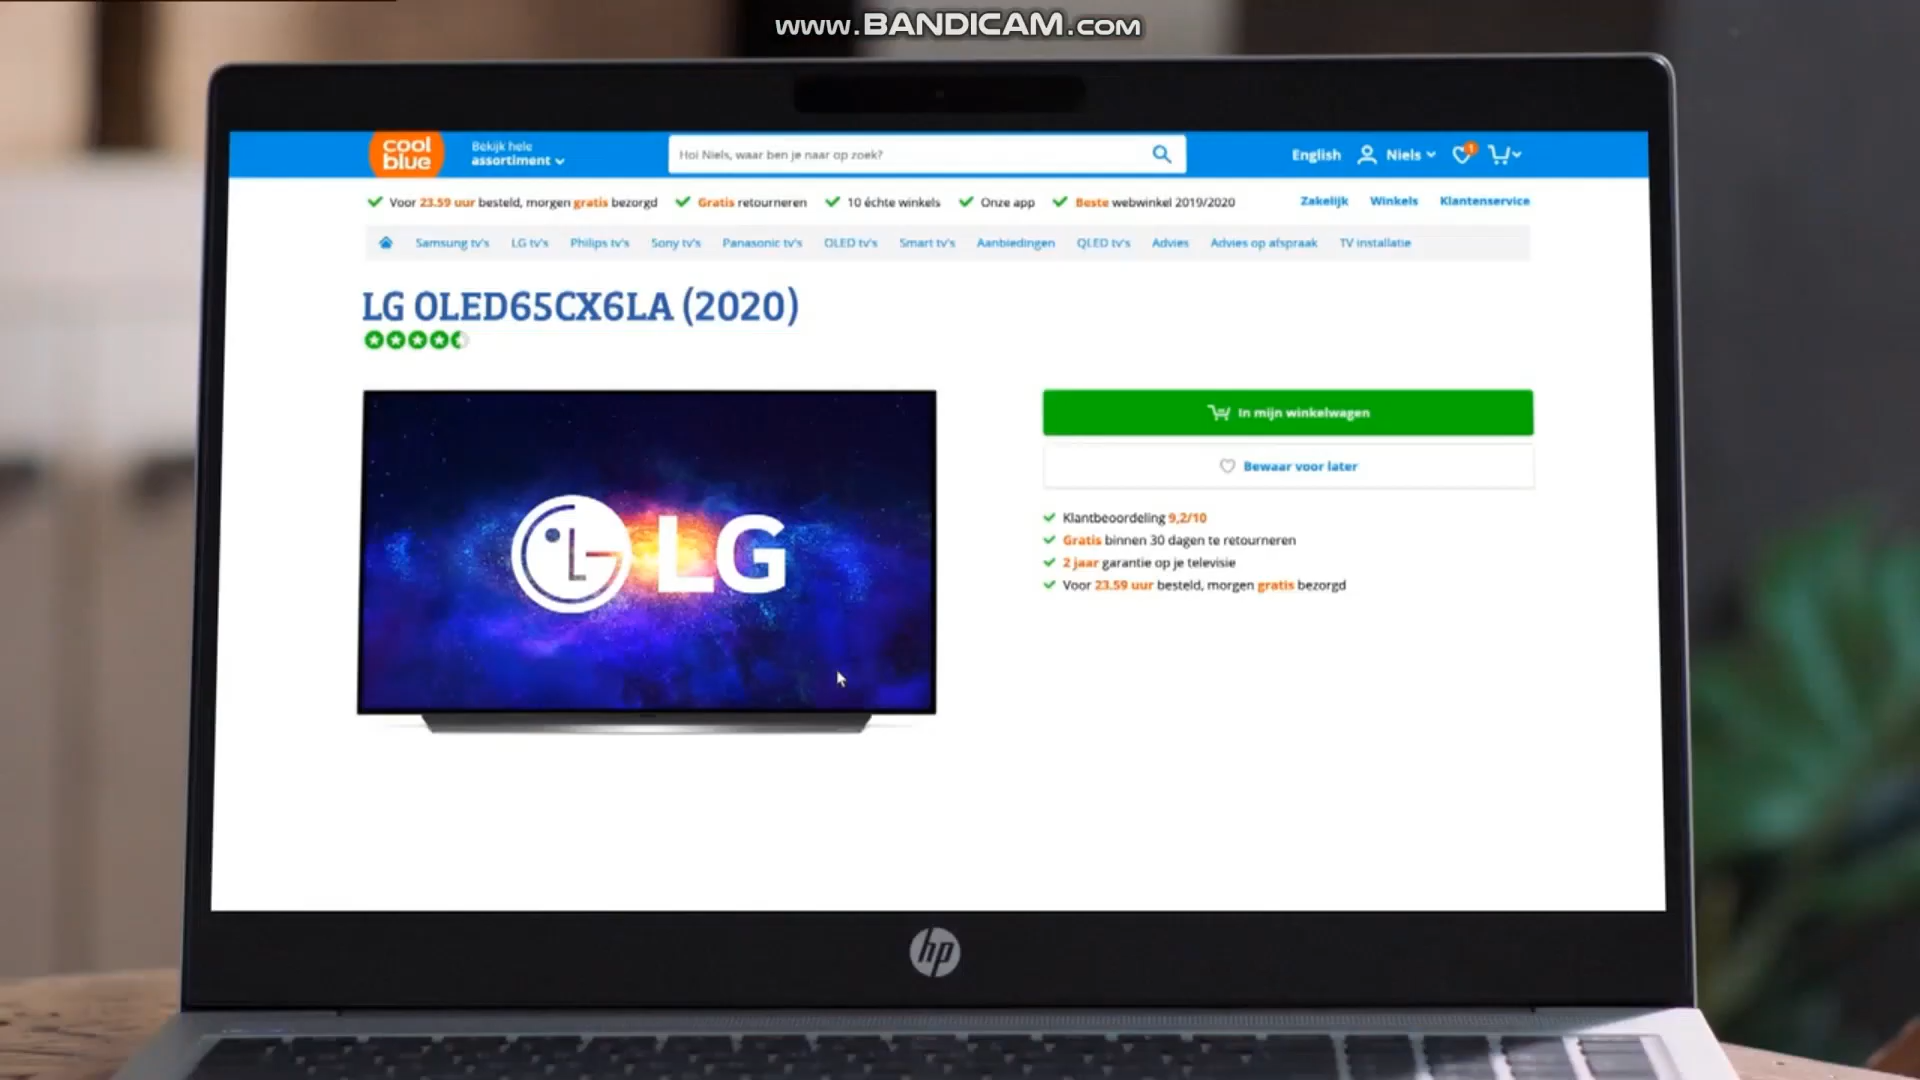 www.BANDICAM.com
cool
blue
Bekijk hele
assortiment
Hoi Niels, waar ben je naar op zoek?
English
Niels
1
Voor 23.59 uur besteld, morgen gratis bezorgd
Gratis retourneren
10 échte winkels
Onze app
Beste webwinkel 2019/2020
Zakelijk
Winkels
Klantenservice
Samsung tv's
LG tv's
Philips tv's
Sony tv's
Panasonic tv's
OLED tv's
Smart tv's
Aanbiedingen
QLED tv's
Advies
Advies op afspraak
TV installatie
LG OLED65CX6LA (2020)
LG
In mijn winkelwagen
Bewaar voor later
Klantbeoordeling 9,2/10
Gratis binnen 30 dagen te retourneren
2 jaar garantie op je televisie
Voor 23.59 uur besteld, morgen gratis bezorgd
hp